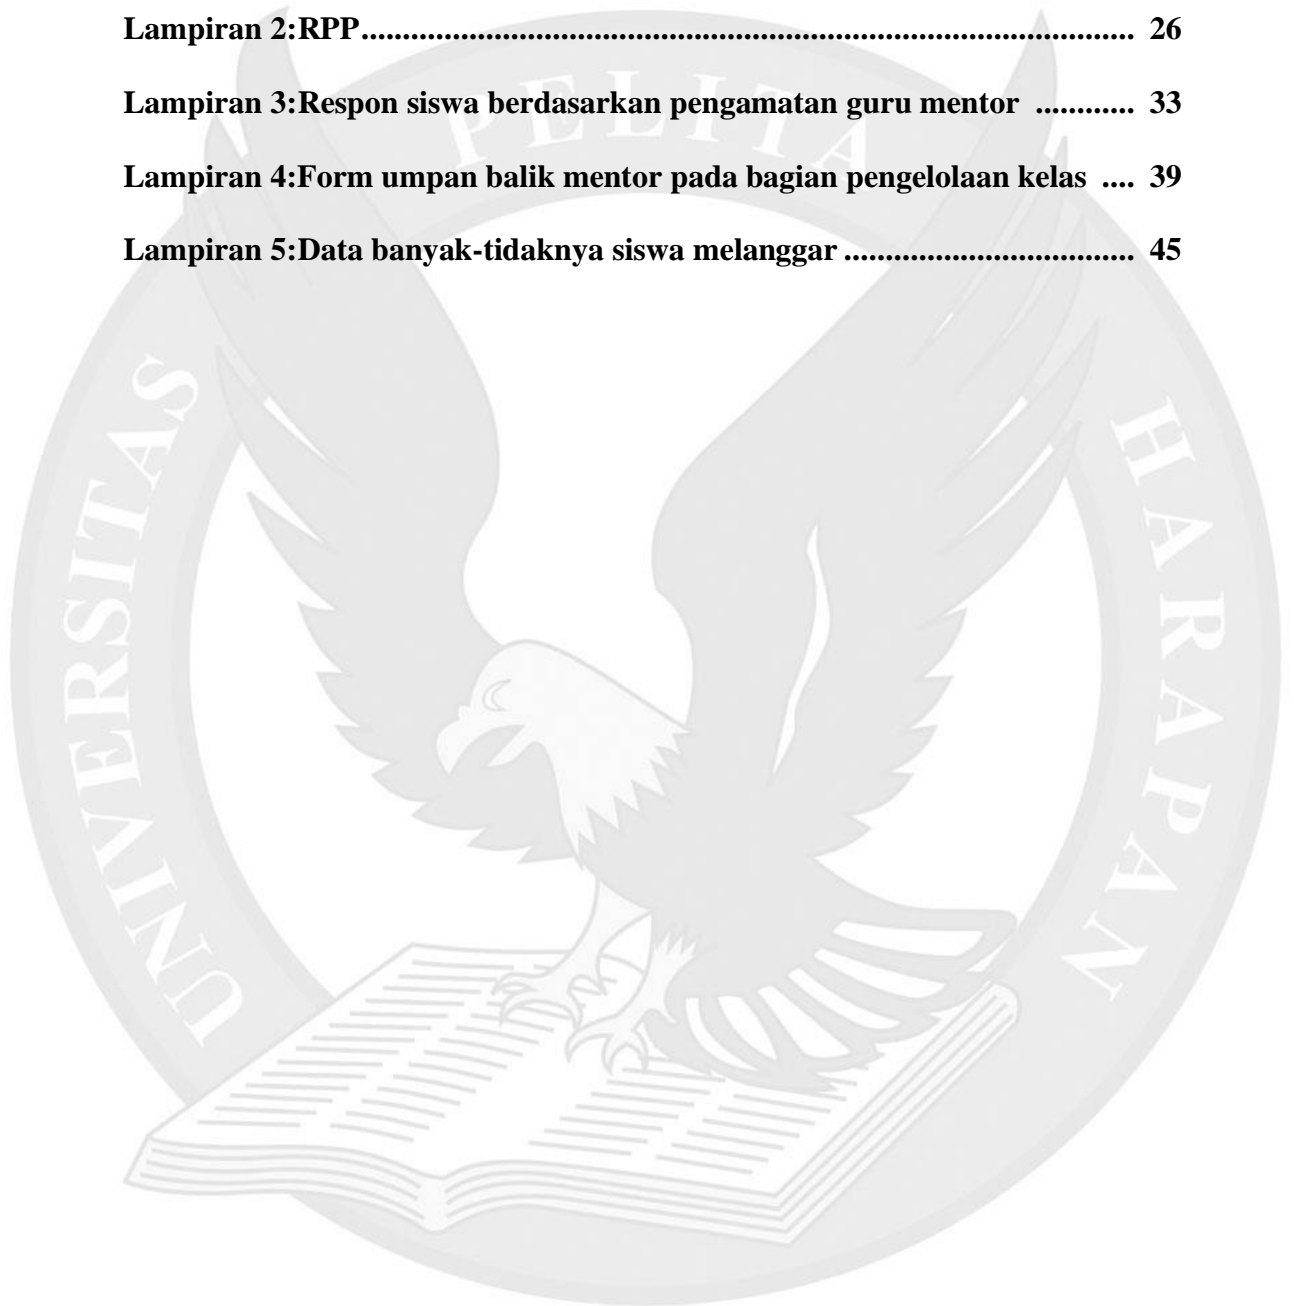 Lampiran 2:RPP.............................................................................................. 26
Lampiran 3:Respon siswa berdasarkan pengamatan guru mentor ............ 33
Lampiran 4:Form umpan balik mentor pada bagian pengelolaan kelas .... 39
Lampiran 5:Data banyak-tidaknya siswa melanggar ................................... 45
UNIVERSITAS PELITA HARAPAN